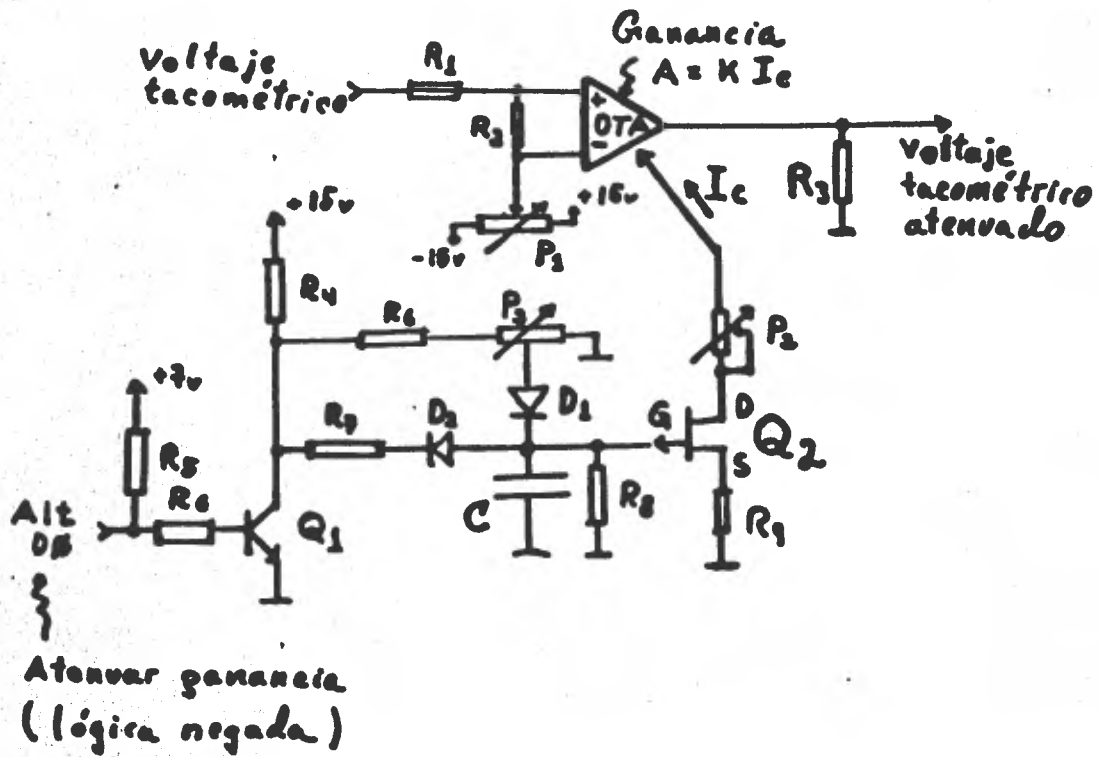 Ganancia
A = K Ic
voltaje
tacométrico
R1
R2
+
OTA
-
+15v
-15v
P1
Ic
R3
voltaje
tacométrico
atenuado
+15v
R4
R6
P3
P2
+7v
R5
R7
D2
D1
G
D
Q2
S
Alt
R6
Q1
C
R8
R9
Atenuar ganancia
(lógica negada)